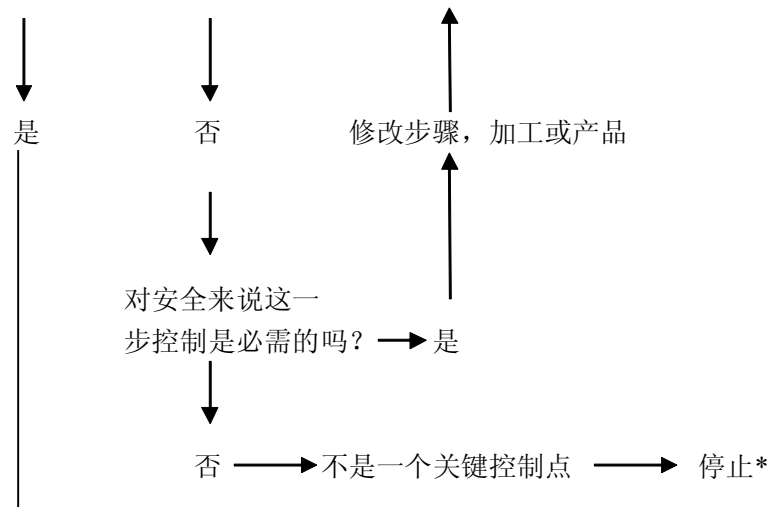 是 否 修改步骤，加工或产品
对安全来说这一
步控制是必需的吗？ 是
否 不是一个关键控制点 停止*